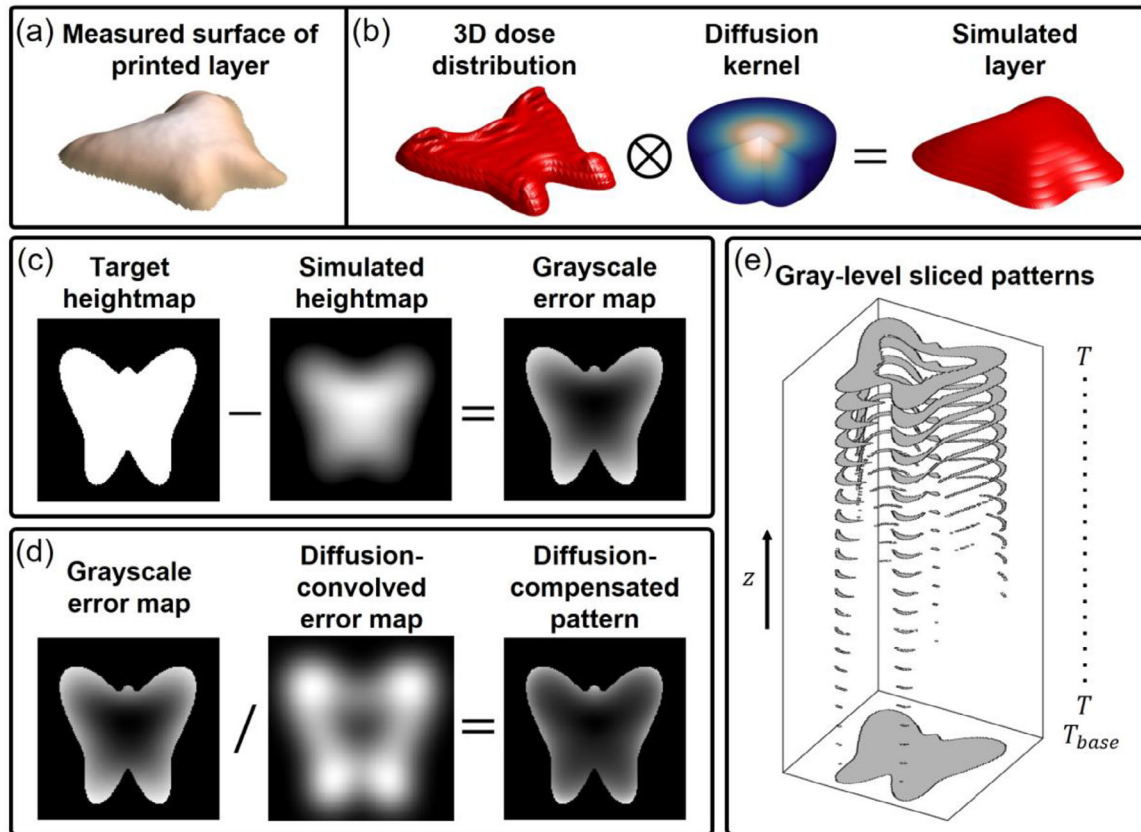 (a) Measured surface of
printed layer
(b) 3D dose
distribution
Diffusion
kernel
Simulated
layer
⊗
=
(c) Target
heightmap
Simulated
heightmap
Grayscale
error map
−
=
(d) Grayscale
error map
Diffusion-
convolved
error map
Diffusion-
compensated
pattern
/
=
(e) Gray-level sliced patterns
z
T
T
T_base